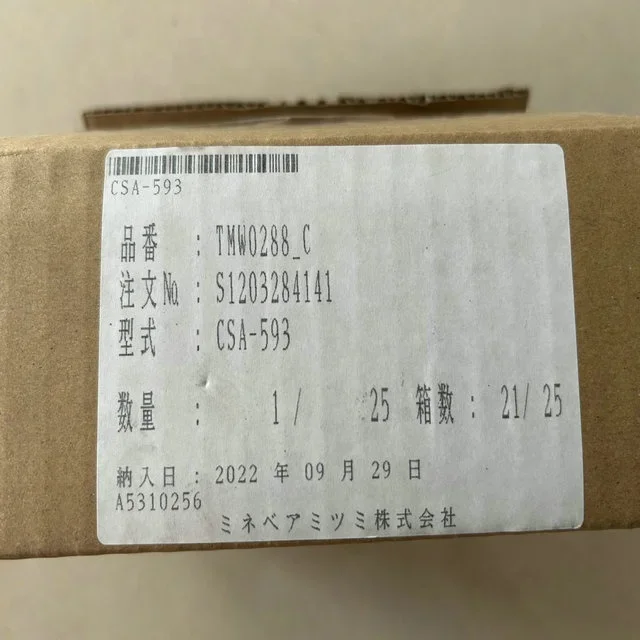 CSA-593
品番 : TMW0288_C
注文No : S1203284141
型式 : CSA-593
数量 : 1/ 25 箱数 : 21/ 25
納入日 : 2022 年 09 月 29 日
A5310256
ミネベアミツミ株式会社